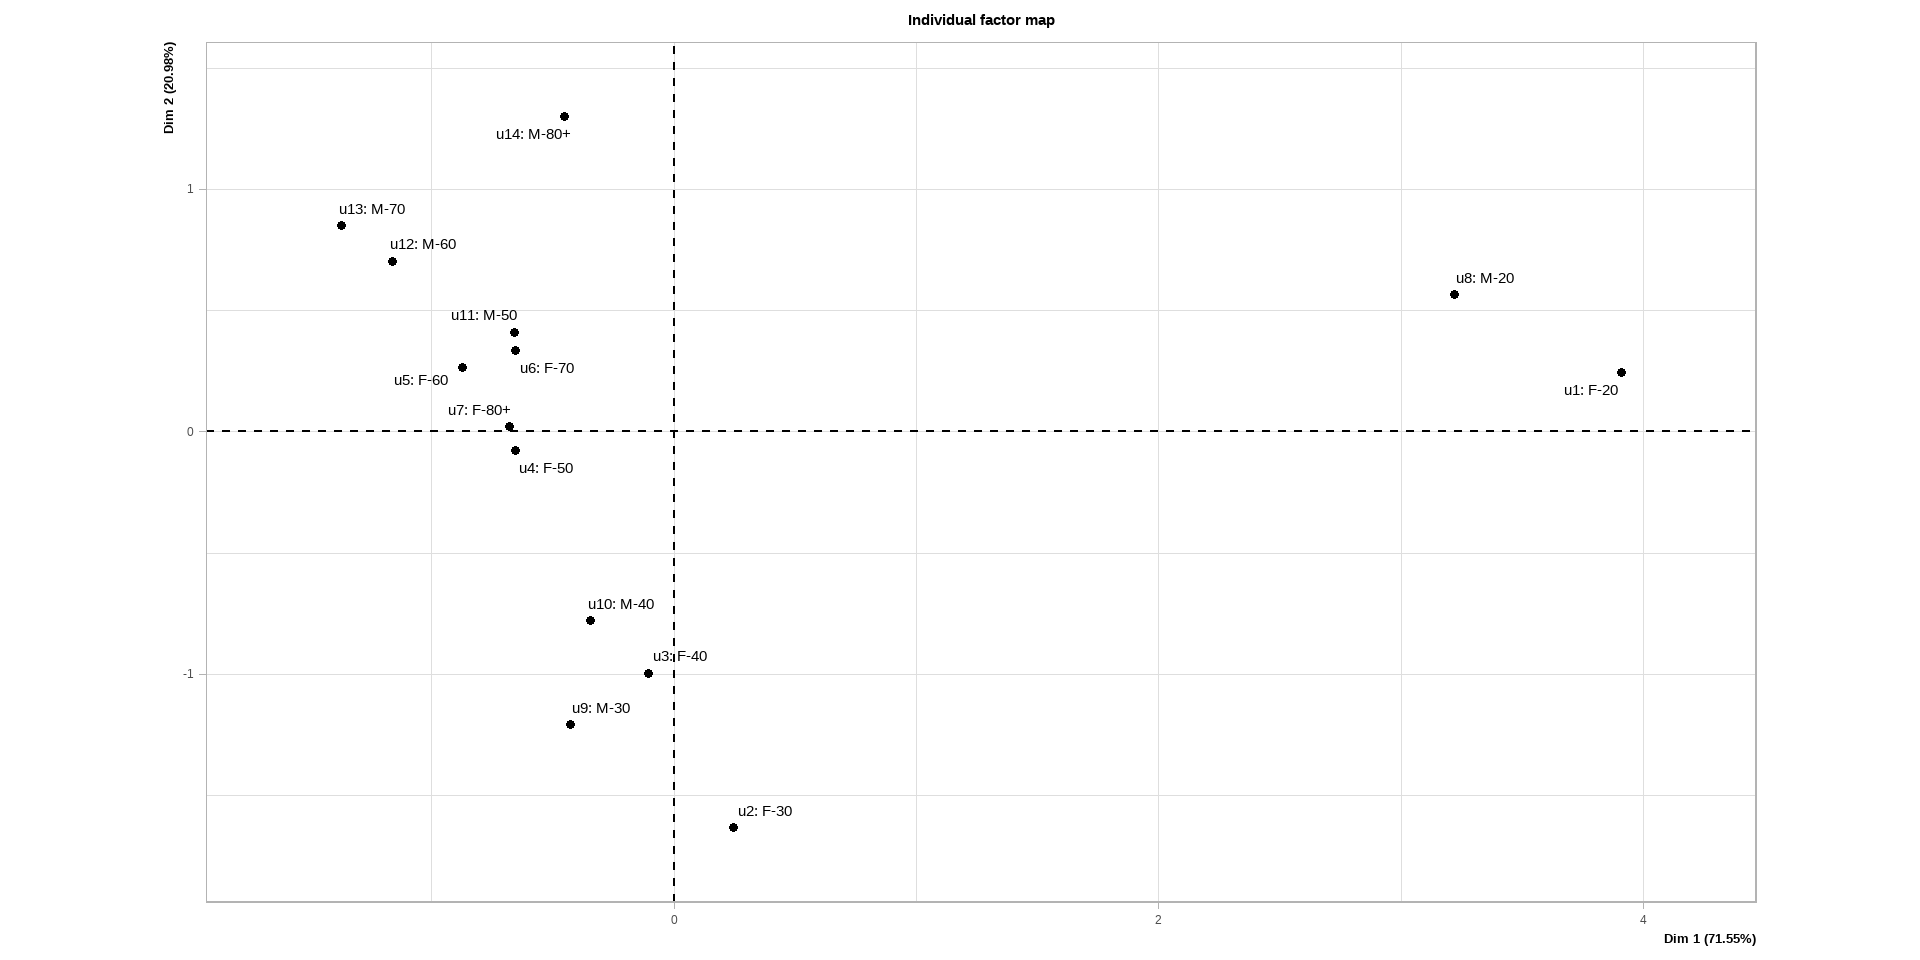 Individual factor map
Dim 2 (20.98%)
u14: M-80+
1
u13: M-70
u12: M-60
u8: M-20
u11: M-50
u6: F-70
u5: F-60
u1: F-20
u7: F-80+
0
u4: F-50
u10: M-40
u3: F-40
-1
u9: M-30
u2: F-30
0
2
4
Dim 1 (71.55%)